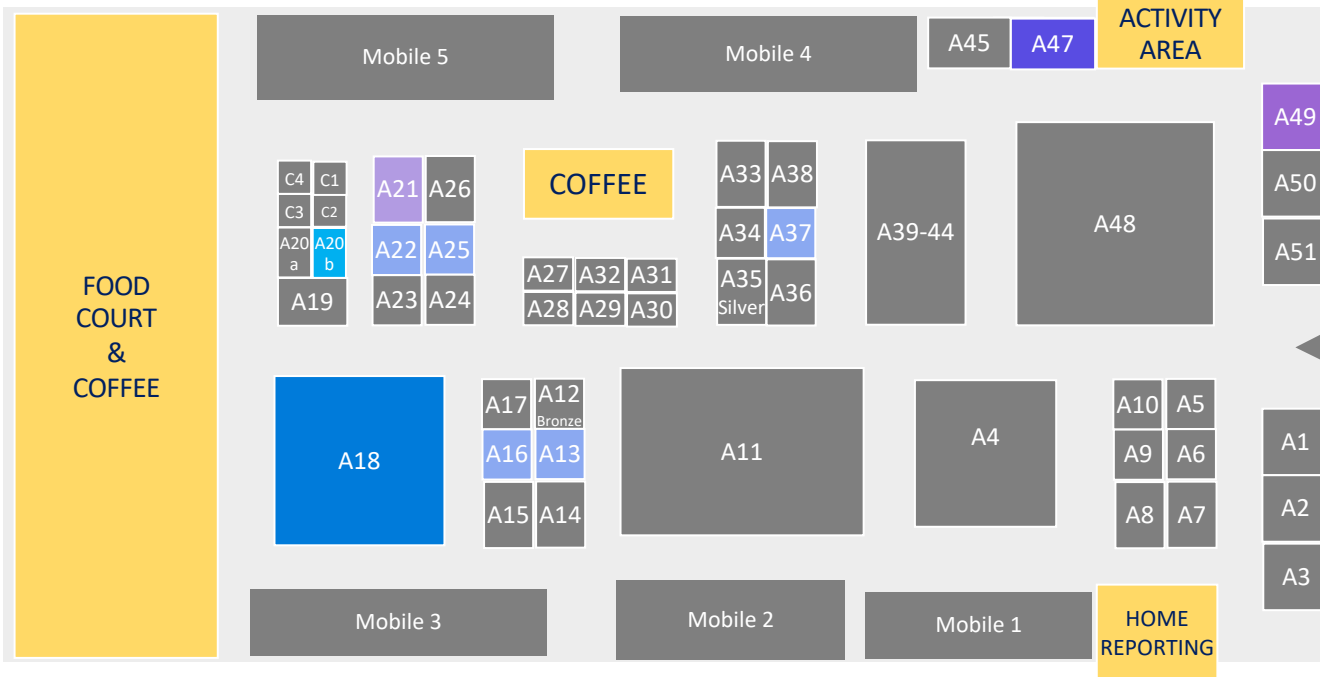 ACTIVITY
AREA
Mobile 5
Mobile 4
A45
A47
A49
A50
A51
C4
C1
C3
C2
A20
a
A20
b
A19
A21
A26
A22
A25
A23
A24
COFFEE
A27
A32
A31
A28
A29
A30
A33
A38
A34
A37
A35
Silver
A36
A39-44
A48
FOOD
COURT
&
COFFEE
A18
A17
A12
Bronze
A16
A13
A15
A14
A11
A4
A10
A5
A9
A6
A8
A7
A1
A2
A3
Mobile 3
Mobile 2
Mobile 1
HOME
REPORTING